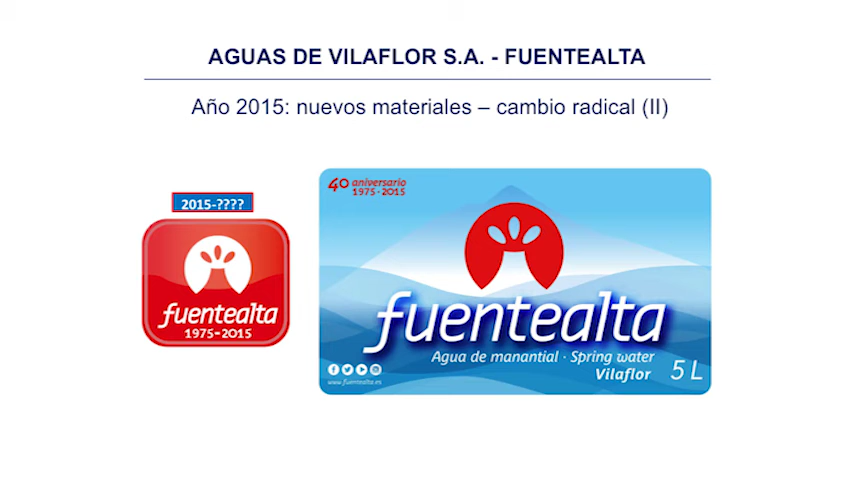 AGUAS DE VILAFLOR S.A. - FUENTEALTA
Año 2015: nuevos materiales – cambio radical (II)
2015-????
fuentealta
1975-2015
40 aniversario
1975 - 2015
fuentealta
Agua de manantial · Spring water
Vilaflor
5 L
www.fuentealta.es